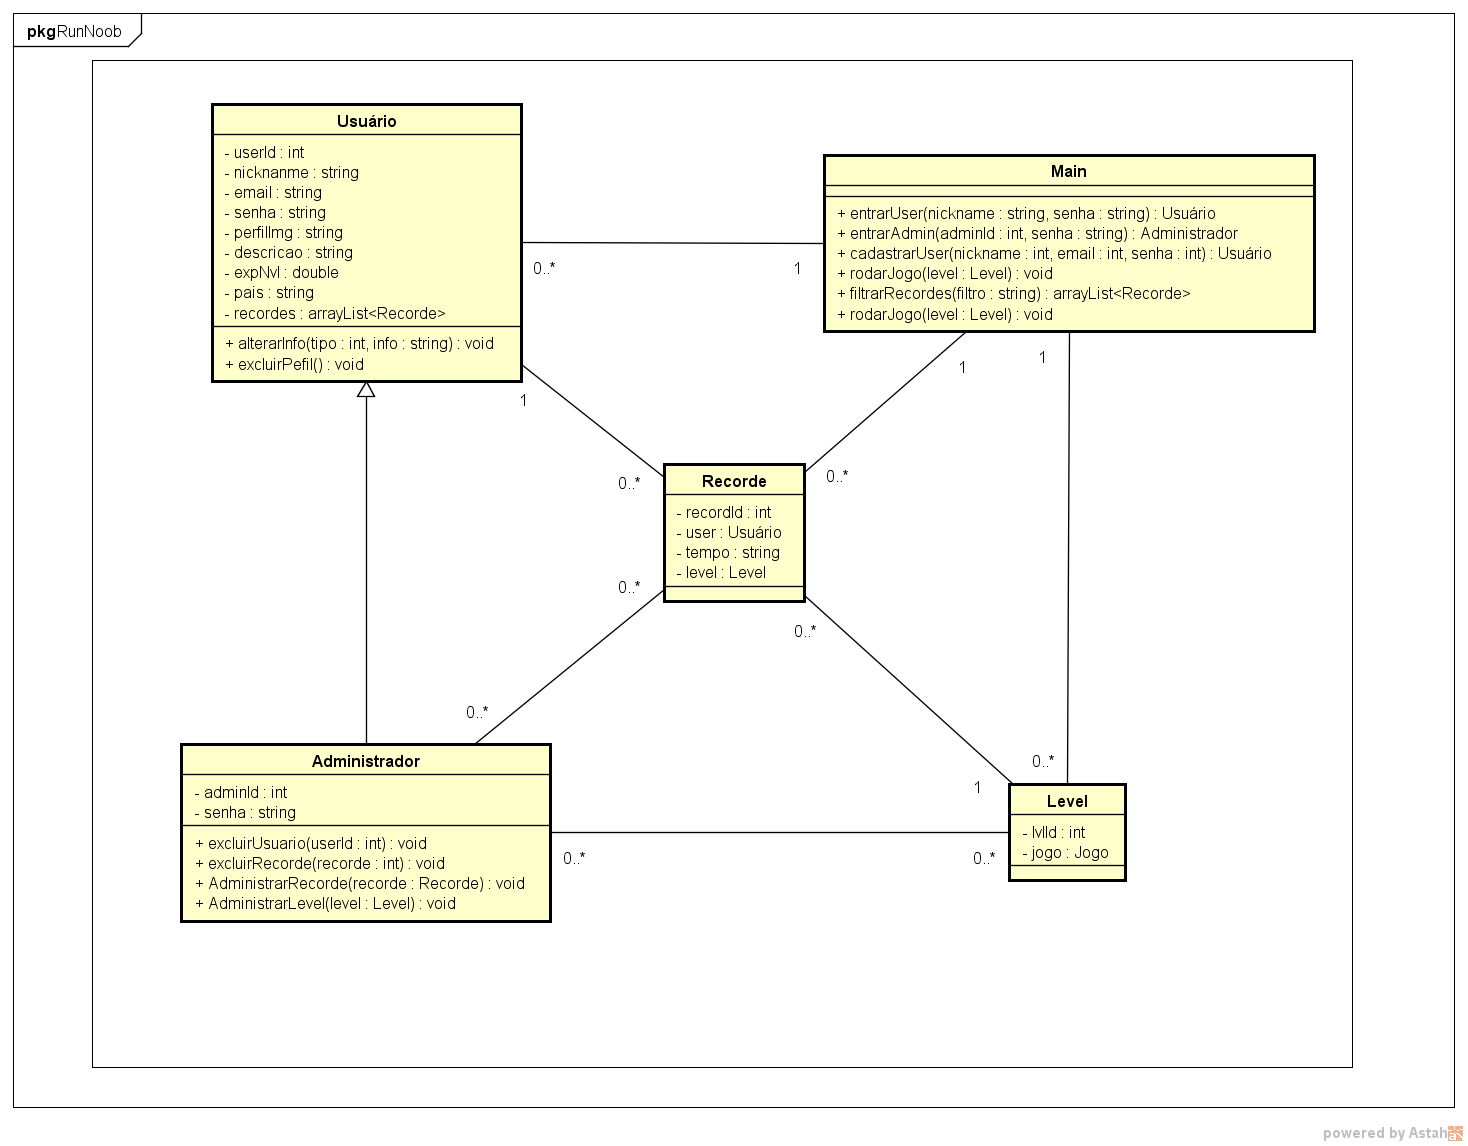 pkgRunNoob
Usuário
- userId : int
- nicknanme : string
- email : string
- senha : string
- perfilImg : string
- descricao : string
- expNvl : double
- pais : string
- recordes : arrayList<Recorde>
+ alterarInfo(tipo : int, info : string) : void
+ excluirPefil() : void
Main
+ entrarUser(nickname : string, senha : string) : Usuário
+ entrarAdmin(adminId : int, senha : string) : Administrador
+ cadastrarUser(nickname : int, email : int, senha : int) : Usuário
+ rodarJogo(level : Level) : void
+ filtrarRecordes(filtro : string) : arrayList<Recorde>
+ rodarJogo(level : Level) : void
0..*
1
1
1
1
0..*
0..*
Recorde
- recordId : int
- user : Usuário
- tempo : string
- level : Level
0..*
0..*
0..*
0..*
1
Administrador
- adminId : int
- senha : string
+ excluirUsuario(userId : int) : void
+ excluirRecorde(recorde : int) : void
+ AdministrarRecorde(recorde : Recorde) : void
+ AdministrarLevel(level : Level) : void
0..*
0..*
Level
- lvlId : int
- jogo : Jogo
powered by Astah